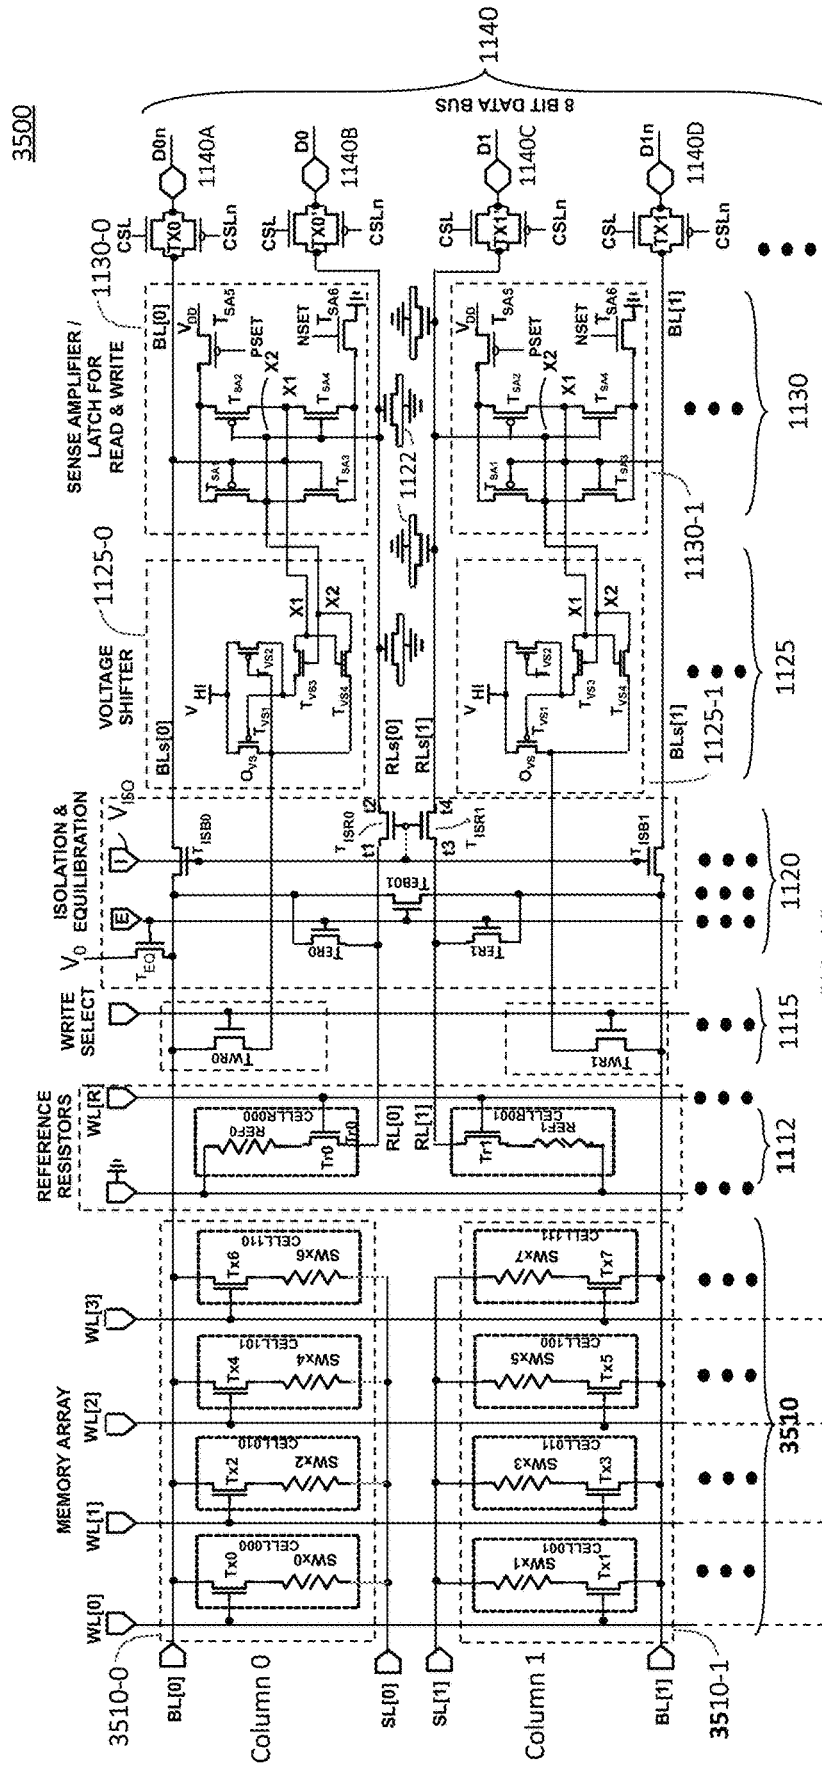 3500
MEMORY ARRAY
REFERENCE
RESISTORS
WRITE
SELECT
ISOLATION &
EQUILIBRATION
VOLTAGE
SHIFTER
SENSE AMPLIFIER /
LATCH FOR
READ & WRITE
WL[0]
WL[1]
WL[2]
WL[3]
WL[R]
V0
E
I
VISO
1125-0
1130-0
3510-0
BL[0]
Column 0
SL[0]
SL[1]
Column 1
BL[1]
3510-1
Tx0
SWx0
CELL000
Tx2
SWx2
CELL010
Tx4
SWx4
CELL101
Tx6
SWx6
CELL110
SWx1
Tx1
CELL001
SWx3
Tx3
CELL011
SWx5
Tx5
CELL100
SWx7
Tx7
CELL111
CELLR000
REF0
Tr0
Tr0
RL[0]
RL[1]
Tr1
REF1
CELLR001
TWR0
TWR1
TEQ
TER0
TEB01
TER1
TISB0
TISR0
t1
t2
t3
t4
TISR1
TISB1
BLs[0]
VHI
OVS
TVS1
TVS2
TVS3
TVS4
X1
X2
RLs[0]
RLs[1]
VHI
OVS
TVS1
TVS2
TVS3
TVS4
X1
X2
BLs[1]
1125-1
BL[0]
VDD
TSA5
PSET
TSA1
TSA2
TSA3
TSA4
X1
X2
NSET
TSA6
1122
VDD
TSA5
PSET
TSA1
TSA2
TSA3
TSA4
X1
X2
NSET
TSA6
BL[1]
1130-1
CSL
TX0
CSLn
D0n
1140A
CSL
TX0'
CSLn
D0
1140B
CSL
TX1'
CSLn
D1
1140C
CSL
TX1
CSLn
D1n
1140D
8 BIT DATA BUS
1140
3510
1112
1115
1120
1125
1130